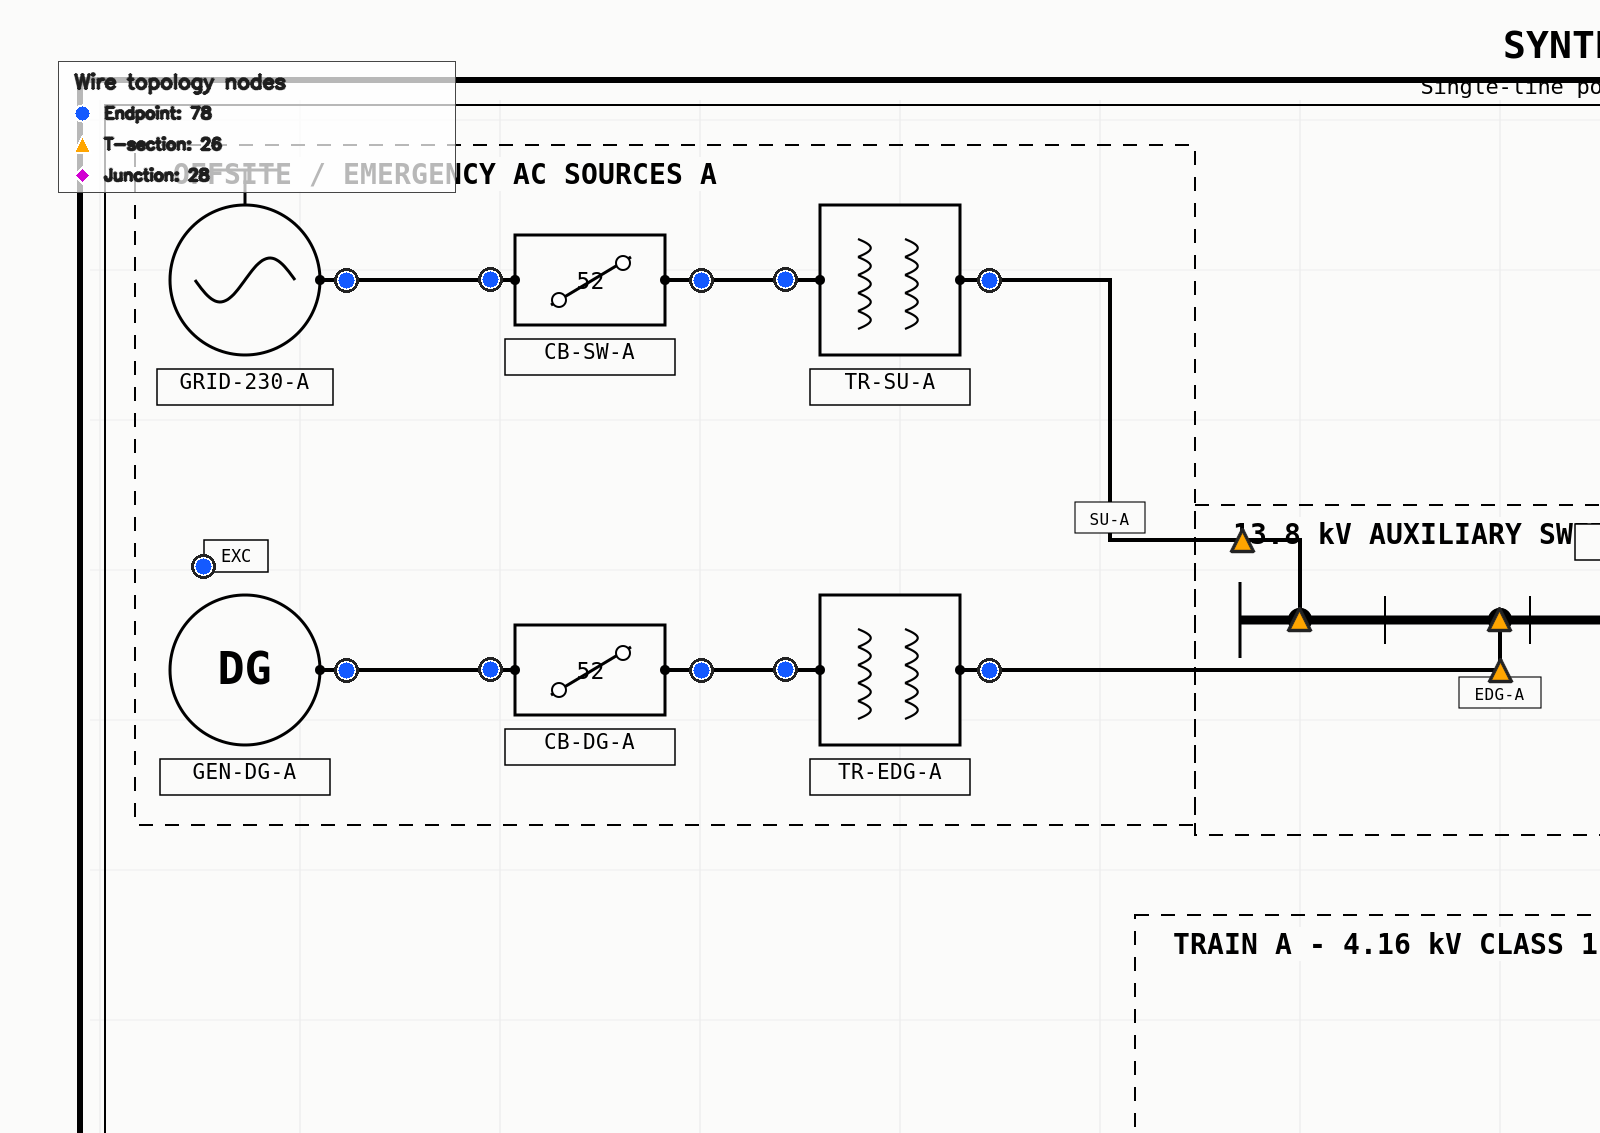 SYNT
Single-line po
Wire topology nodes
Endpoint: 78
T-section: 26
Junction: 28
OFFSITE / EMERGENCY AC SOURCES A
52
CB-SW-A
GRID-230-A
TR-SU-A
SU-A
13.8 kV AUXILIARY SW
EXC
DG
52
EDG-A
CB-DG-A
GEN-DG-A
TR-EDG-A
TRAIN A - 4.16 kV CLASS 1